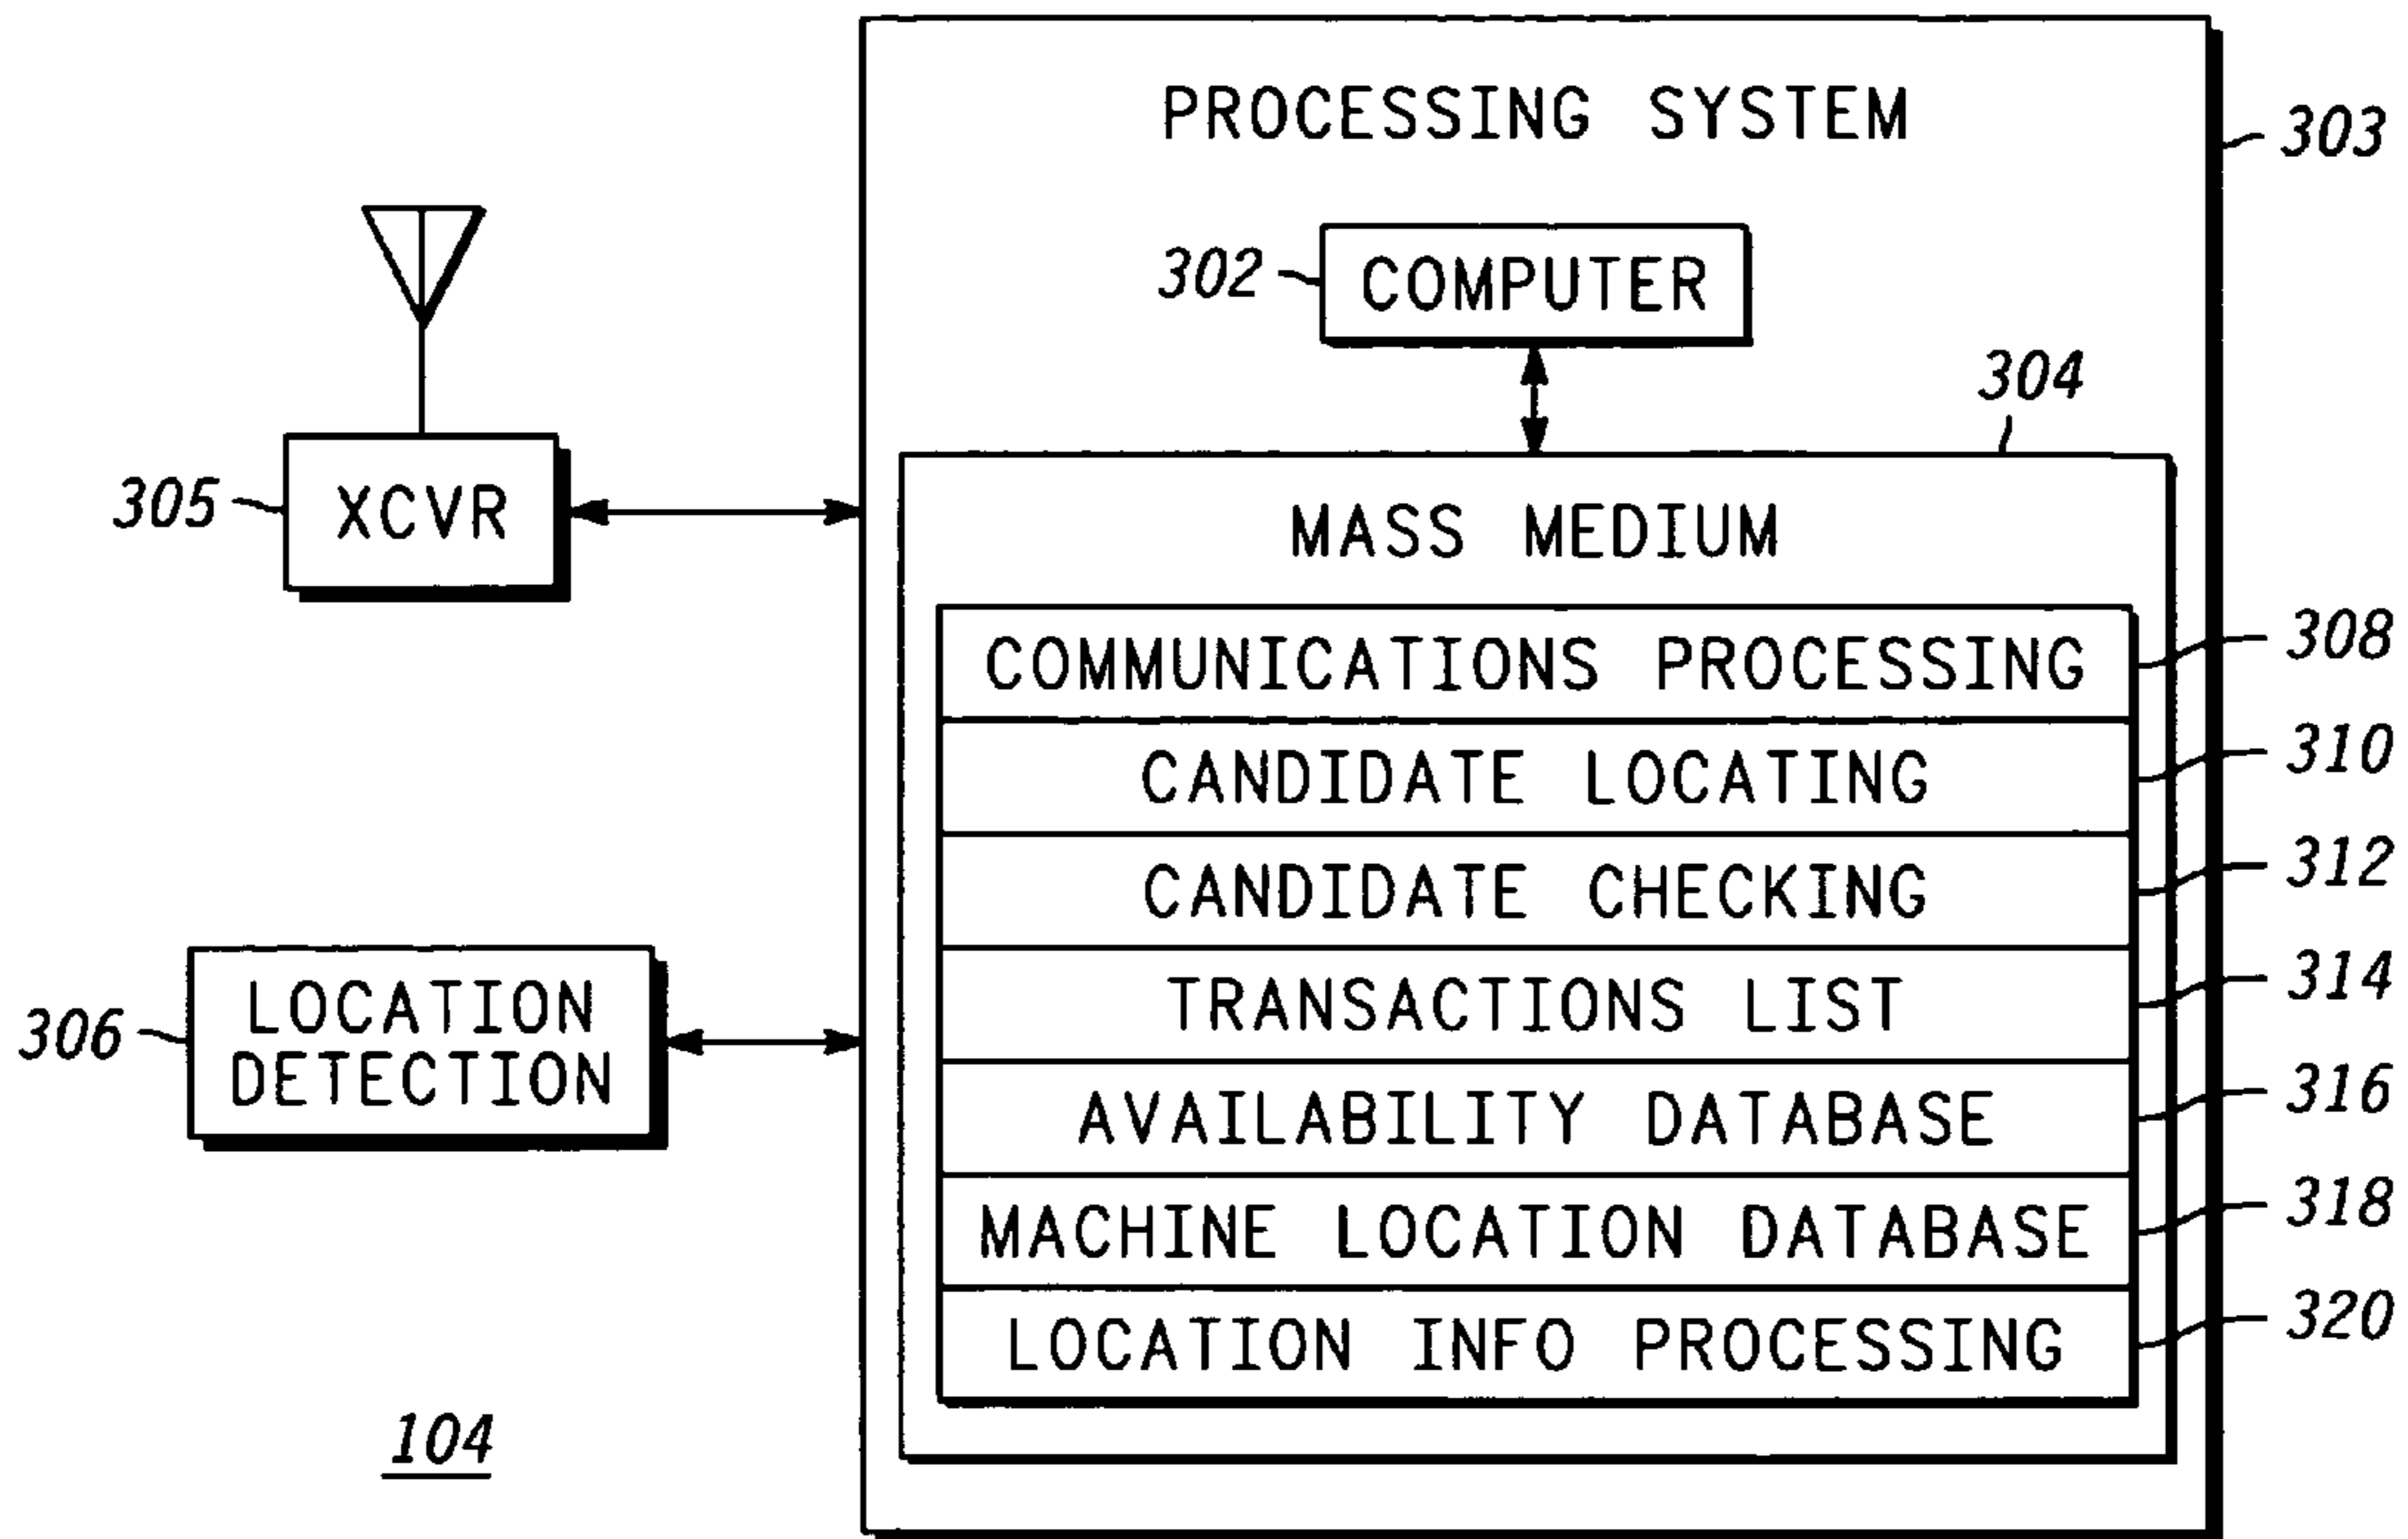 PROCESSING SYSTEM
303
302
COMPUTER
304
305
XCVR
MASS MEDIUM
COMMUNICATIONS PROCESSING
308
CANDIDATE LOCATING
310
CANDIDATE CHECKING
312
TRANSACTIONS LIST
314
306
LOCATION
DETECTION
AVAILABILITY DATABASE
316
MACHINE LOCATION DATABASE
318
LOCATION INFO PROCESSING
320
104